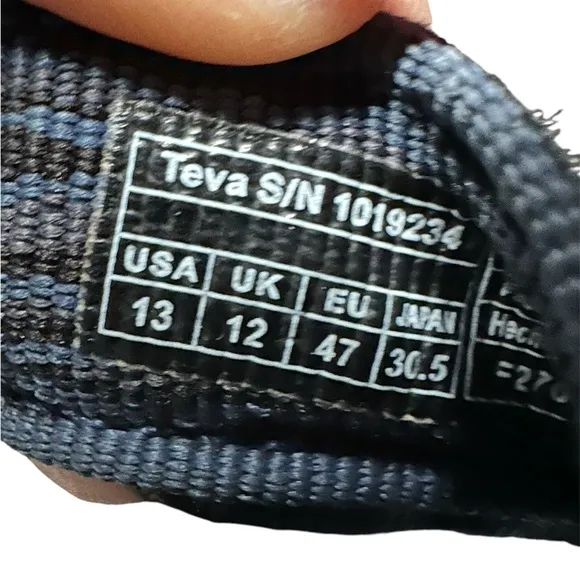 Teva S/N 1019234
USA UK EU JAPAN
13 12 47 30.5